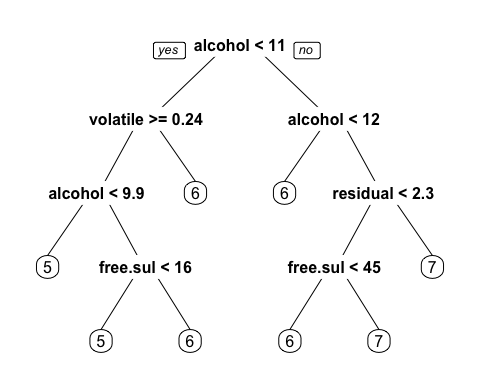 yes alcohol < 11 no
volatile >= 0.24 alcohol < 12
alcohol < 9.9 6 6 residual < 2.3
5 free.sul < 16 free.sul < 45 7
5 6 6 7